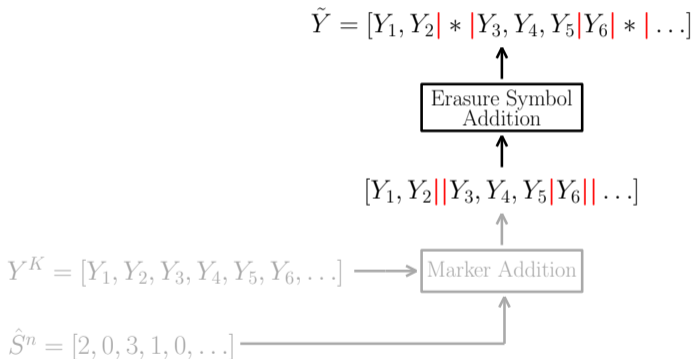 Ỹ = [Y₁, Y₂| * |Y₃, Y₄, Y₅|Y₆| * | . . .]
Erasure Symbol
Addition
[Y₁, Y₂||Y₃, Y₄, Y₅|Y₆|| . . .]
Y^K = [Y₁, Y₂, Y₃, Y₄, Y₅, Y₆, . . .]
Marker Addition
Ŝⁿ = [2, 0, 3, 1, 0, . . .]